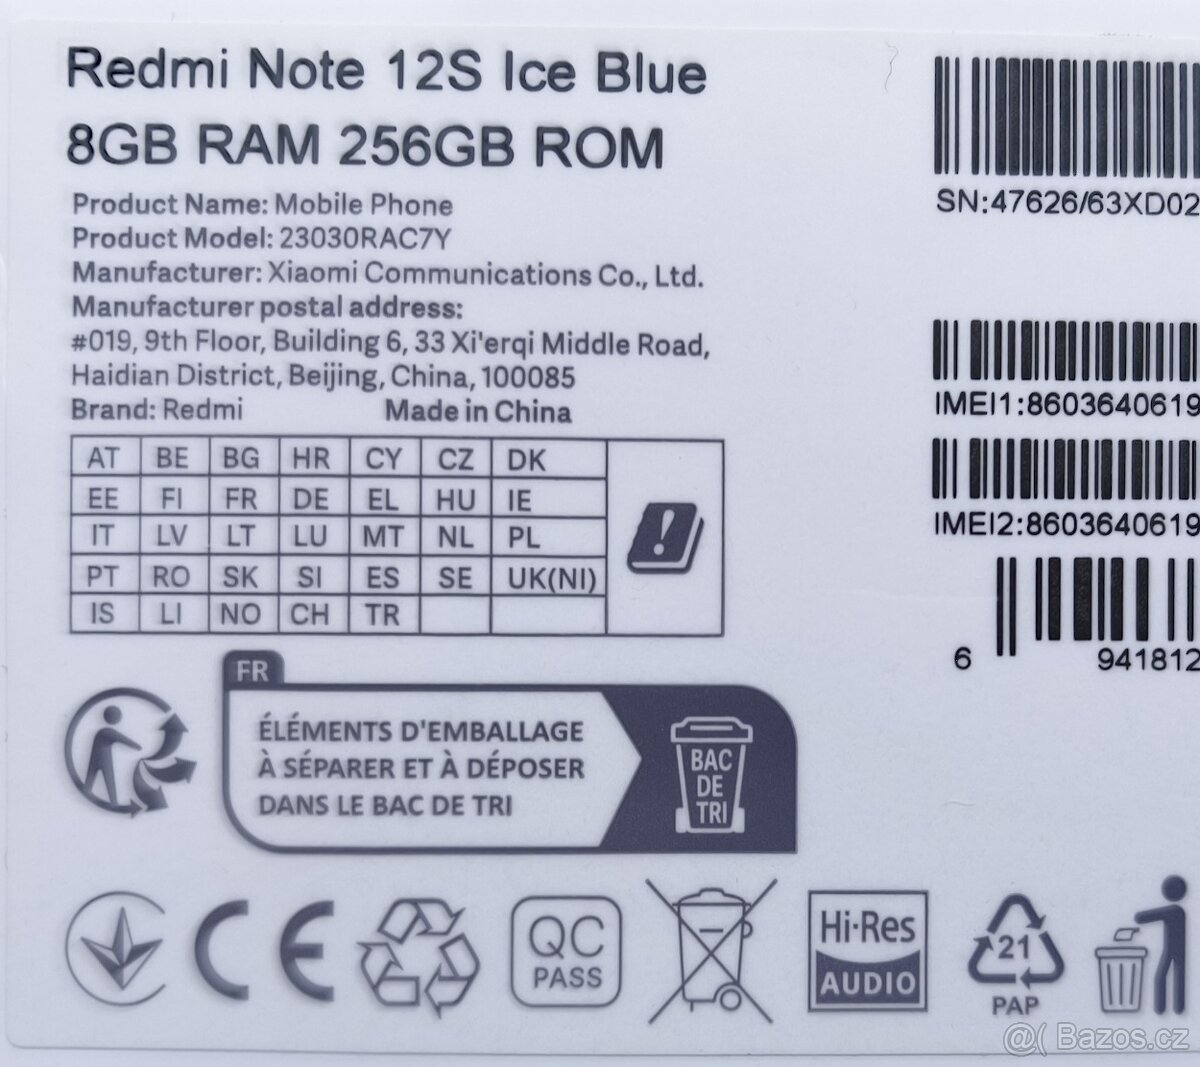 Redmi Note 12S Ice Blue
8GB RAM 256GB ROM
Product Name: Mobile Phone
Product Model: 23030RAC7Y
Manufacturer: Xiaomi Communications Co., Ltd.
Manufacturer postal address:
#019, 9th Floor, Building 6, 33 Xi'erqi Middle Road,
Haidian District, Beijing, China, 100085
Brand: Redmi Made in China
AT BE BG HR CY CZ DK
EE FI FR DE EL HU IE
IT LV LT LU MT NL PL
PT RO SK SI ES SE UK(NI)
IS LI NO CH TR
SN:47626/63XD02
IMEI1:8603640619
IMEI2:8603640619
6 941812
FR
ÉLÉMENTS D'EMBALLAGE
À SÉPARER ET À DÉPOSER
DANS LE BAC DE TRI
BAC
DE
TRI
CE
QC
PASS
Hi-Res
AUDIO
21
PAP
@( Bazos.cz